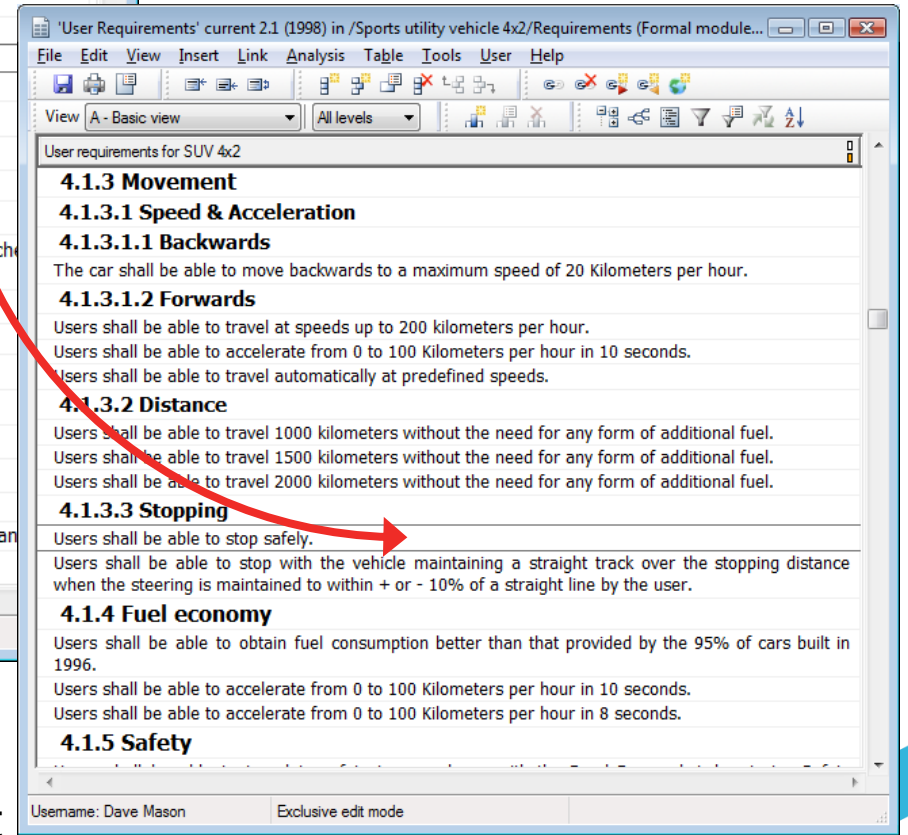 'User Requirements' current 2.1 (1998) in /Sports utility vehicle 4x2/Requirements (Formal module...
File Edit View Insert Link Analysis Table Tools User Help
View A - Basic view All levels
User requirements for SUV 4x2
4.1.3 Movement
4.1.3.1 Speed & Acceleration
4.1.3.1.1 Backwards
The car shall be able to move backwards to a maximum speed of 20 Kilometers per hour.
4.1.3.1.2 Forwards
Users shall be able to travel at speeds up to 200 kilometers per hour.
Users shall be able to accelerate from 0 to 100 Kilometers per hour in 10 seconds.
Users shall be able to travel automatically at predefined speeds.
4.1.3.2 Distance
Users shall be able to travel 1000 kilometers without the need for any form of additional fuel.
Users shall be able to travel 1500 kilometers without the need for any form of additional fuel.
Users shall be able to travel 2000 kilometers without the need for any form of additional fuel.
4.1.3.3 Stopping
Users shall be able to stop safely.
Users shall be able to stop with the vehicle maintaining a straight track over the stopping distance
when the steering is maintained to within + or - 10% of a straight line by the user.
4.1.4 Fuel economy
Users shall be able to obtain fuel consumption better than that provided by the 95% of cars built in
1996.
Users shall be able to accelerate from 0 to 100 Kilometers per hour in 10 seconds.
Users shall be able to accelerate from 0 to 100 Kilometers per hour in 8 seconds.
4.1.5 Safety
Username: Dave Mason Exclusive edit mode